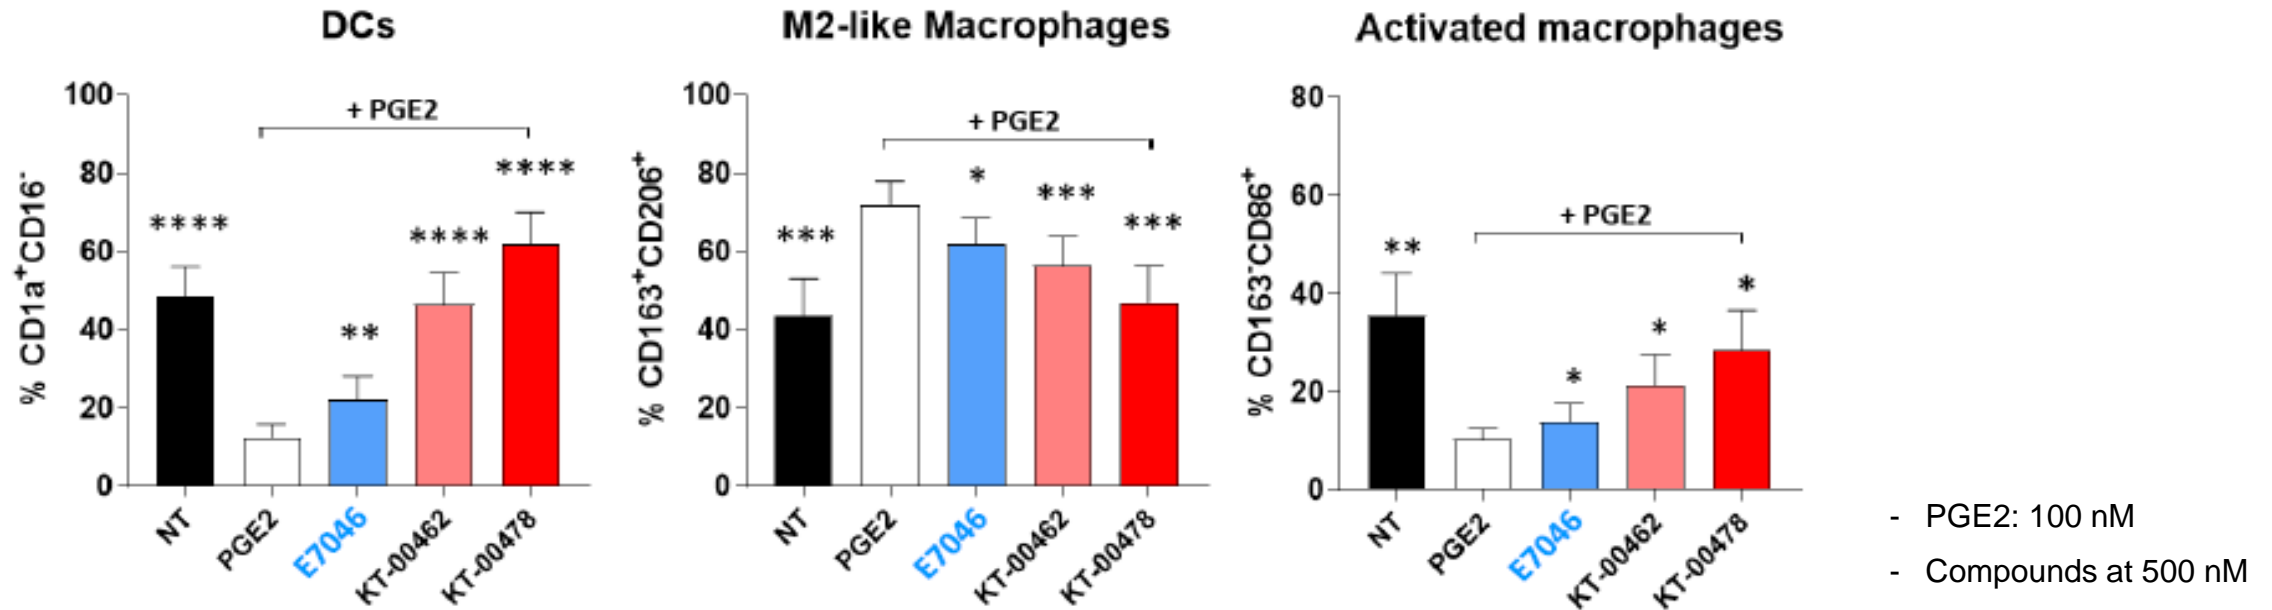 DCs
% CD1a+CD16-
100
80
60
40
20
0
+ PGE2
****
**
****
****
NT
PGE2
E7046
KT-00462
KT-00478
M2-like Macrophages
% CD163+CD206+
100
80
60
40
20
0
+ PGE2
***
*
***
***
NT
PGE2
E7046
KT-00462
KT-00478
Activated macrophages
% CD163-CD86+
80
60
40
20
0
+ PGE2
**
*
*
*
NT
PGE2
E7046
KT-00462
KT-00478
- PGE2: 100 nM
- Compounds at 500 nM